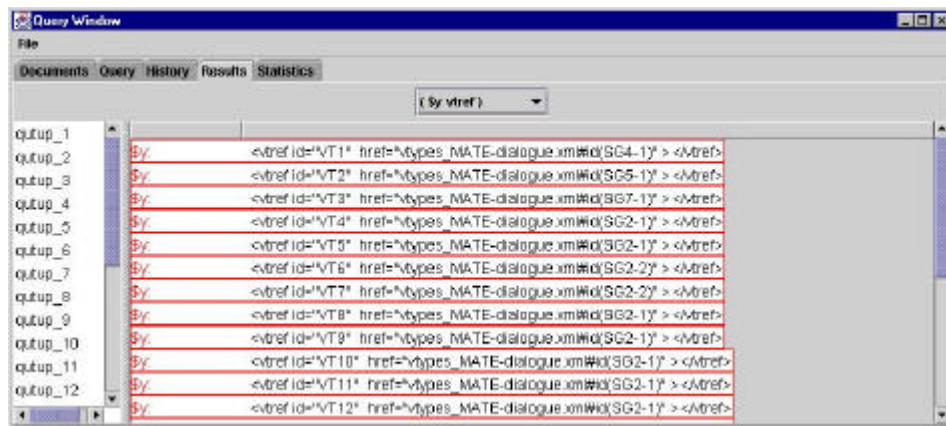 Query Window
File
Documents Query History Results Statistics
( $y vtref )
qutup_1
qutup_2
qutup_3
qutup_4
qutup_5
qutup_6
qutup_7
qutup_8
qutup_9
qutup_10
qutup_11
qutup_12
$y: <vtref id="VT1" href="vtypes_MATE-dialogue.xml#id(SG4-1)" > </vtref>
$y: <vtref id="VT2" href="vtypes_MATE-dialogue.xml#id(SG5-1)" > </vtref>
$y: <vtref id="VT3" href="vtypes_MATE-dialogue.xml#id(SG7-1)" > </vtref>
$y: <vtref id="VT4" href="vtypes_MATE-dialogue.xml#id(SG2-1)" > </vtref>
$y: <vtref id="VT5" href="vtypes_MATE-dialogue.xml#id(SG2-1)" > </vtref>
$y: <vtref id="VT6" href="vtypes_MATE-dialogue.xml#id(SG2-2)" > </vtref>
$y: <vtref id="VT7" href="vtypes_MATE-dialogue.xml#id(SG2-2)" > </vtref>
$y: <vtref id="VT8" href="vtypes_MATE-dialogue.xml#id(SG2-1)" > </vtref>
$y: <vtref id="VT9" href="vtypes_MATE-dialogue.xml#id(SG2-1)" > </vtref>
$y: <vtref id="VT10" href="vtypes_MATE-dialogue.xml#id(SG2-1)" > </vtref>
$y: <vtref id="VT11" href="vtypes_MATE-dialogue.xml#id(SG2-1)" > </vtref>
$y: <vtref id="VT12" href="vtypes_MATE-dialogue.xml#id(SG2-1)" > </vtref>